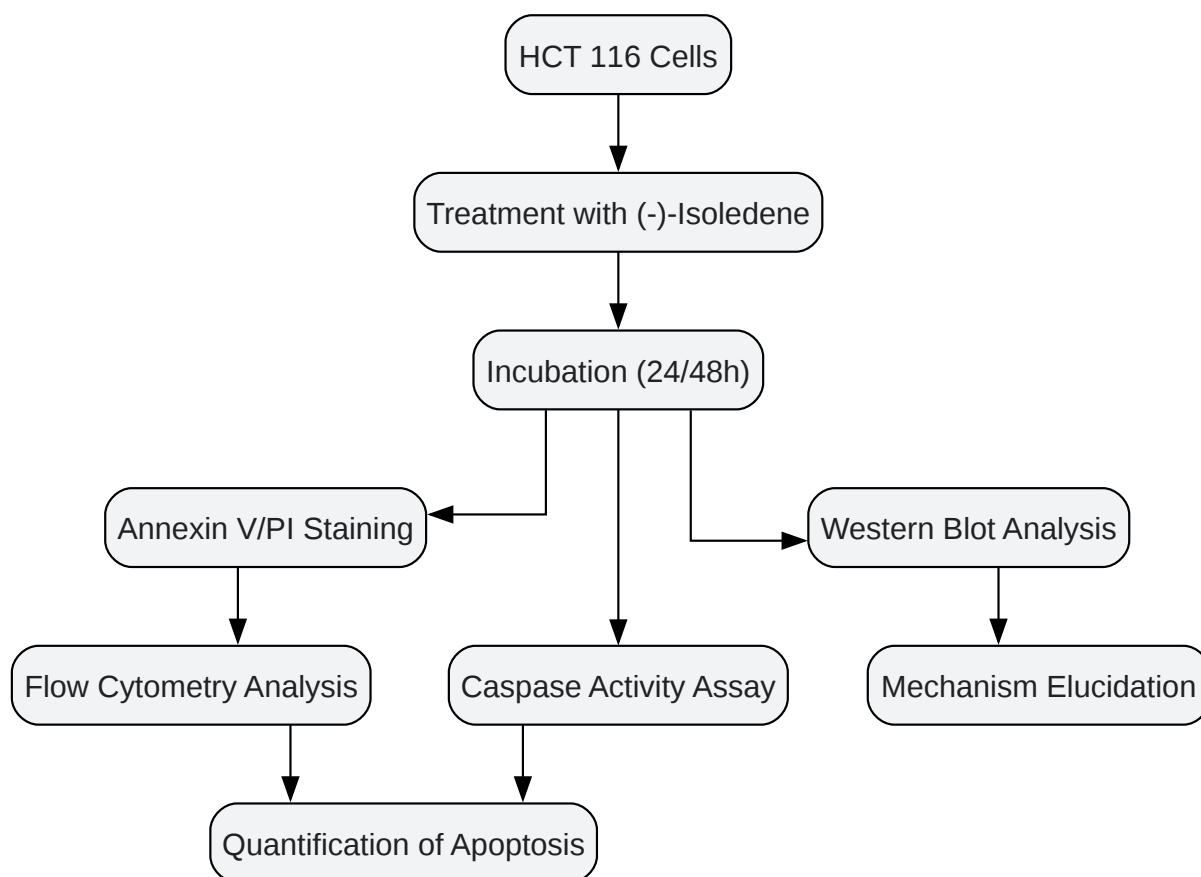 HCT 116 Cells
Treatment with (-)-Isoledene
Incubation (24/48h)
Annexin V/PI Staining
Western Blot Analysis
Flow Cytometry Analysis
Caspase Activity Assay
Mechanism Elucidation
Quantification of Apoptosis